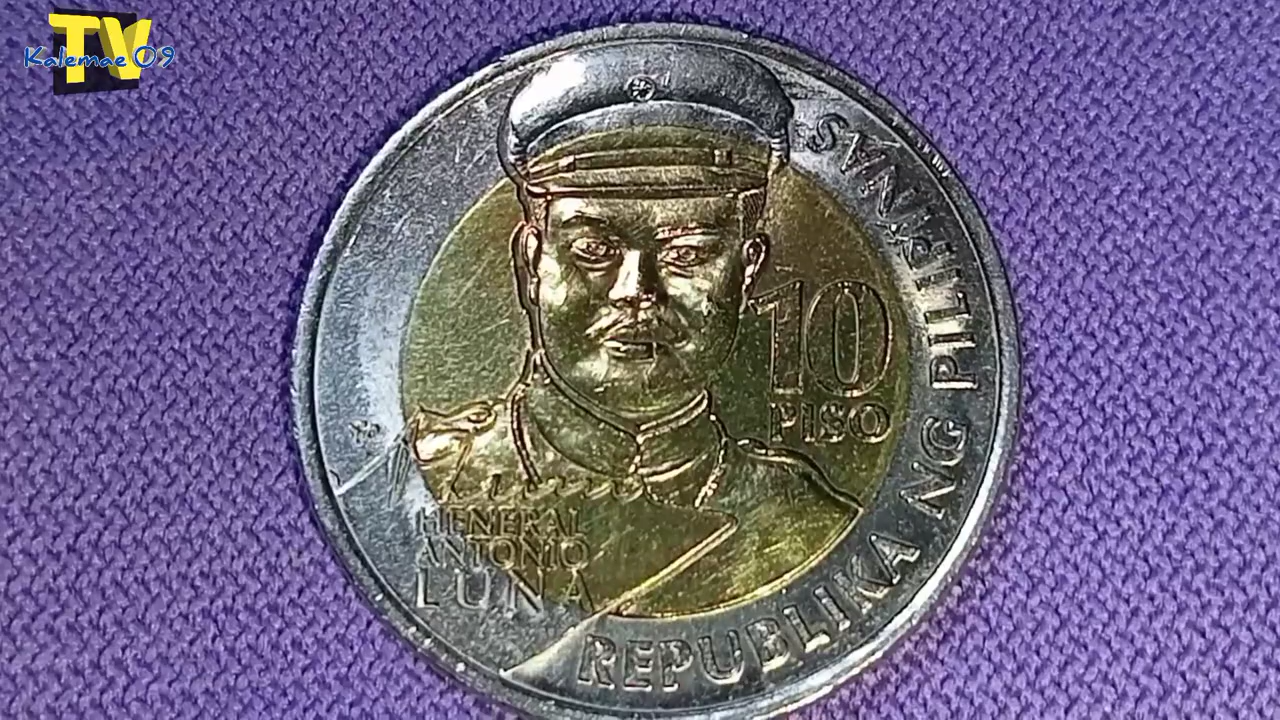 TV
Kalemae 09
10
PISO
REPUBLIKA NG PILIPINAS
HENERAL
ANTONIO
LUNA